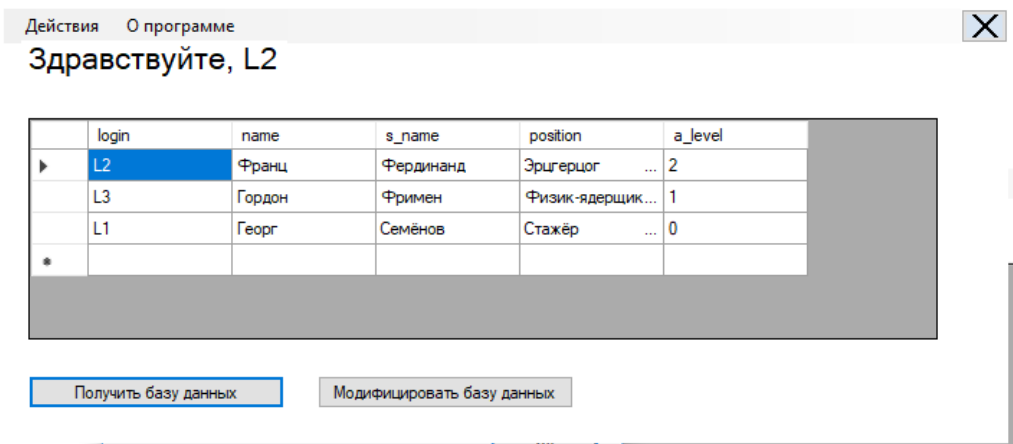 Действия О программе
Здравствуйте, L2
login name s_name position a_level
L2 Франц Фердинанд Эрцгерцог ... 2
L3 Гордон Фримен Физик-ядерщик... 1
L1 Георг Семёнов Стажёр ... 0
Получить базу данных Модифицировать базу данных